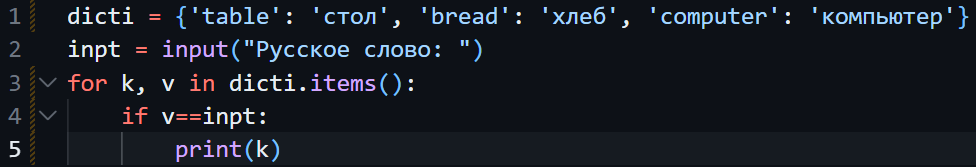 1 dicti = {'table': 'стол', 'bread': 'хлеб', 'computer': 'компьютер'}
2 inpt = input("Русское слово: ")
3 for k, v in dicti.items():
4     if v==inpt:
5         print(k)